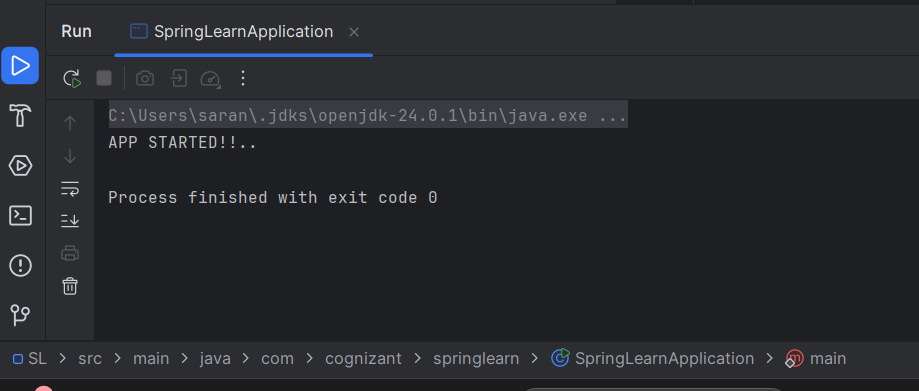 Run SpringLearnApplication
C:\Users\saran\.jdks\openjdk-24.0.1\bin\java.exe ...
APP STARTED!!..
Process finished with exit code 0
SL > src > main > java > com > cognizant > springlearn > SpringLearnApplication > main